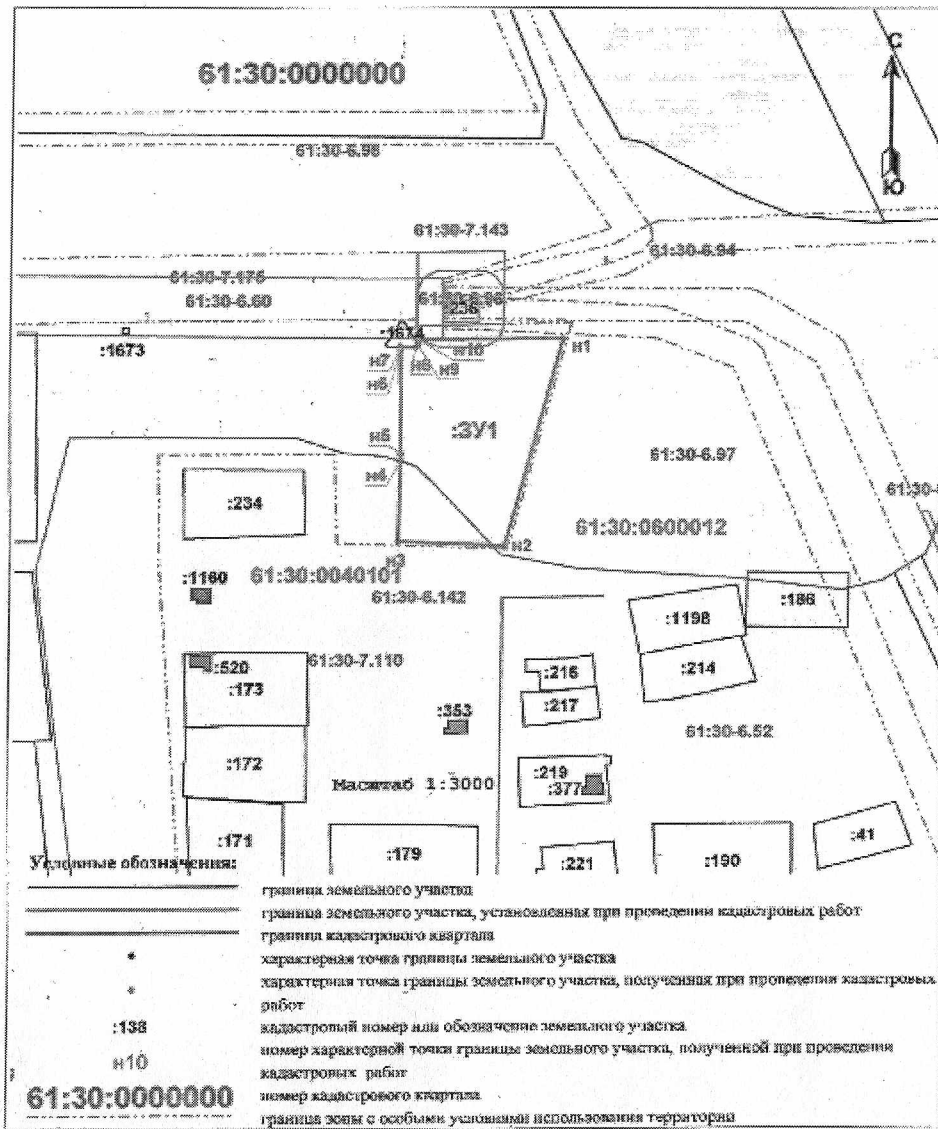 61:30:0000000
С
61:30-6.98
Ю
61:30-7.143
61:30-6.94
61:30-7.175
61:30-6.60
:1674
:1673
н1
н10
н7
н8
н9
н6
:ЗУ1
н5
61:30-6.97
н4
61:30-
:234
61:30:0600012
н2
н3
:1160
61:30:0040101
:186
61:30-6.142
:1198
61:30-7.110
:520
:216
:214
:173
:217
:353
61:30-6.52
:172
:219
Масштаб 1:3000
:377
:41
:171
:179
:221
:190
Условные обозначения:
граница земельного участка
граница земельного участка, установленная при проведении кадастровых работ
граница кадастрового квартала
характерная точка границы земельного участка
характерная точка границы земельного участка, полученная при проведении кадастровых
работ
:138
кадастровый номер или обозначение земельного участка
н10
номер характерной точки границы земельного участка, полученной при проведении
кадастровых работ
61:30:0000000
номер кадастрового квартала
граница зоны с особыми условиями использования территории